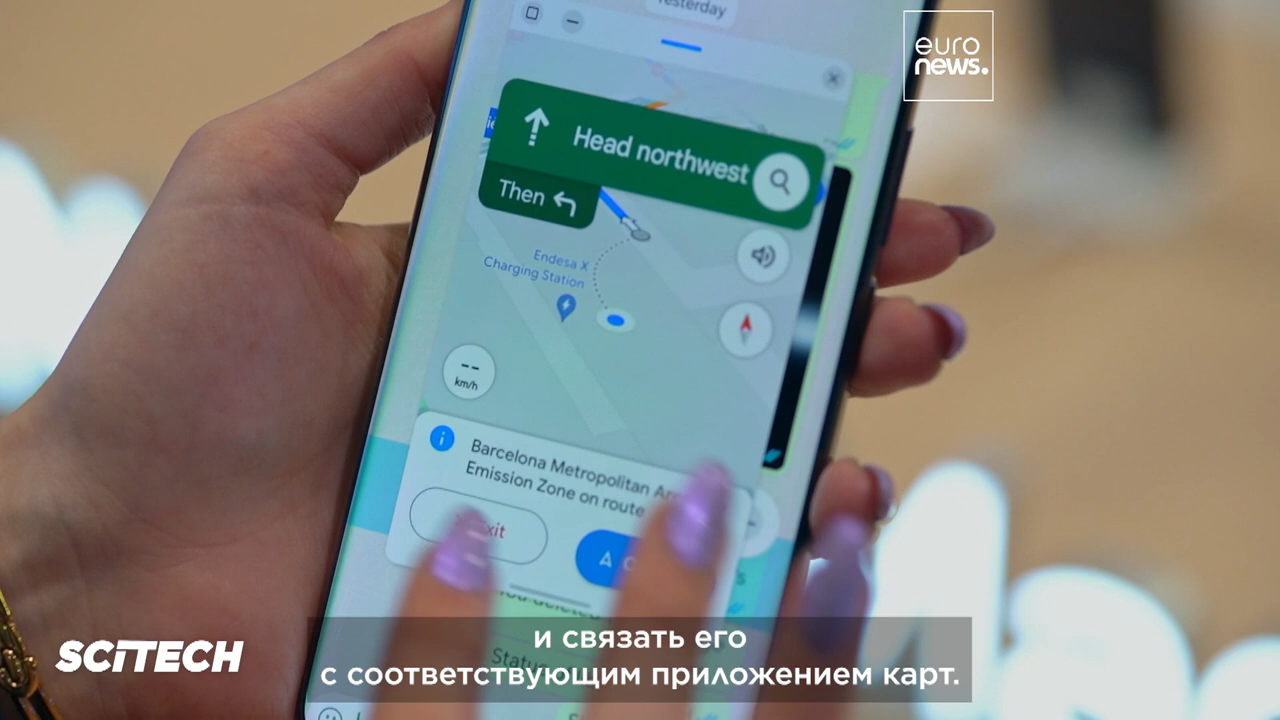 Yesterday
euro
news.
Head northwest
Then
Endesa X
Charging Station
--
km/h
Barcelona Metropolitan
Emission Zone on route
Exit
SCITECH
и связать его
с соответствующим приложением карт.